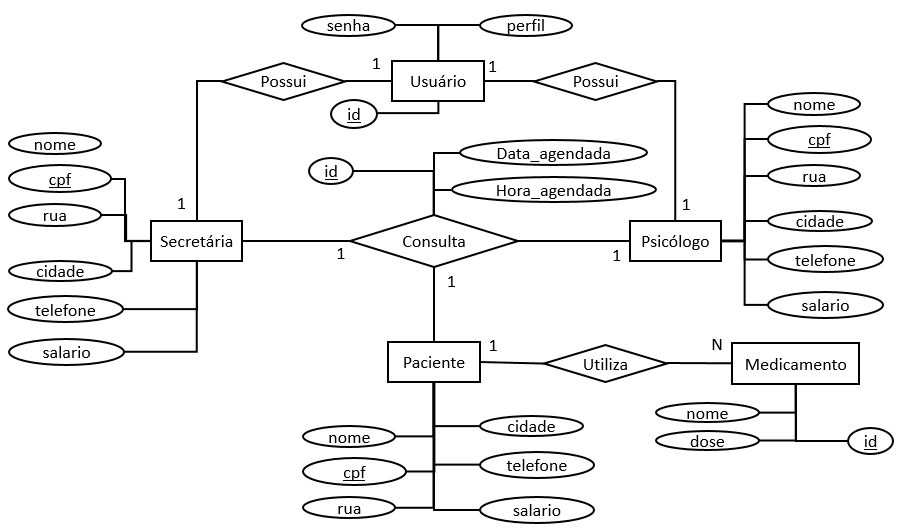 senha
perfil
1
1
Possui
Usuário
Possui
id
nome
cpf
rua
cidade
telefone
salario
1
Secretária
id
Data_agendada
Hora_agendada
1
Consulta
1
1
1
Psicólogo
nome
cpf
rua
cidade
telefone
salario
Paciente
1
Utiliza
N
Medicamento
nome
cpf
rua
cidade
telefone
salario
nome
dose
id